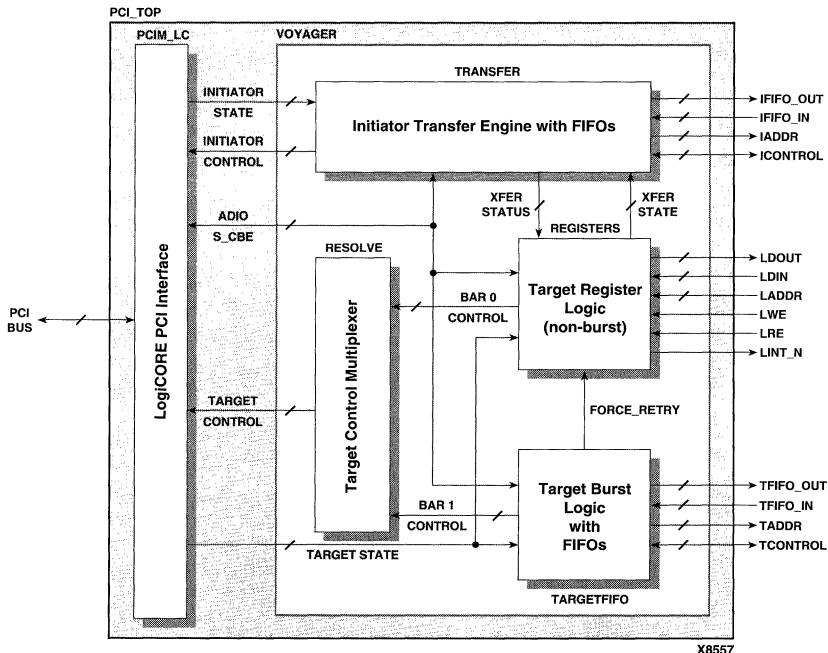 PCI_TOP
PCIM_LC
VOYAGER
TRANSFER
INITIATOR
STATE
Initiator Transfer Engine with FIFOs
IFIFO_OUT
IFIFO_IN
IADDR
ICONTROL
INITIATOR
CONTROL
XFER
STATUS
XFER
STATE
ADIO
S_CBE
REGISTERS
RESOLVE
LogiCORE PCI Interface
Target Control Multiplexer
PCI
BUS
BAR 0
CONTROL
Target Register
Logic
(non-burst)
LDOUT
LDIN
LADDR
LWE
LRE
LINT_N
TARGET
CONTROL
FORCE_RETRY
BAR 1
CONTROL
Target Burst
Logic
with
FIFOs
TFIFO_OUT
TFIFO_IN
TADDR
TCONTROL
TARGET STATE
TARGETFIFO
X8557